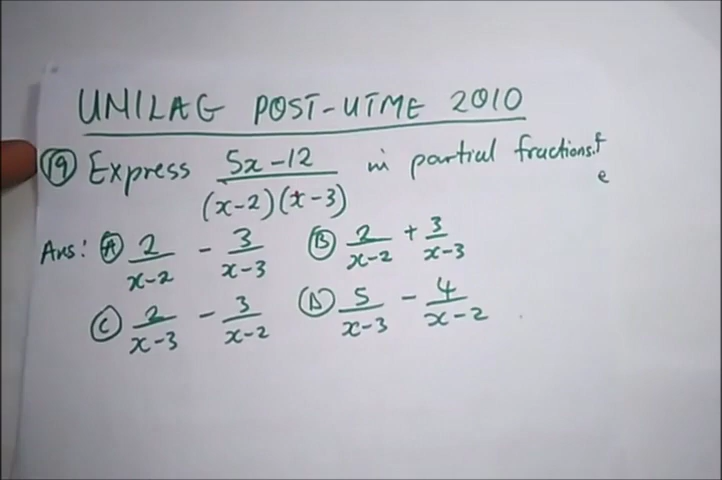 UNILAG POST-UTME 2010
(19) Express (5x-12)/((x-2)(x-3)) in partial fractions. f
e
Ans: (A) 2/(x-2) - 3/(x-3) (B) 2/(x-2) + 3/(x-3)
(C) 2/(x-3) - 3/(x-2) (D) 5/(x-3) - 4/(x-2)